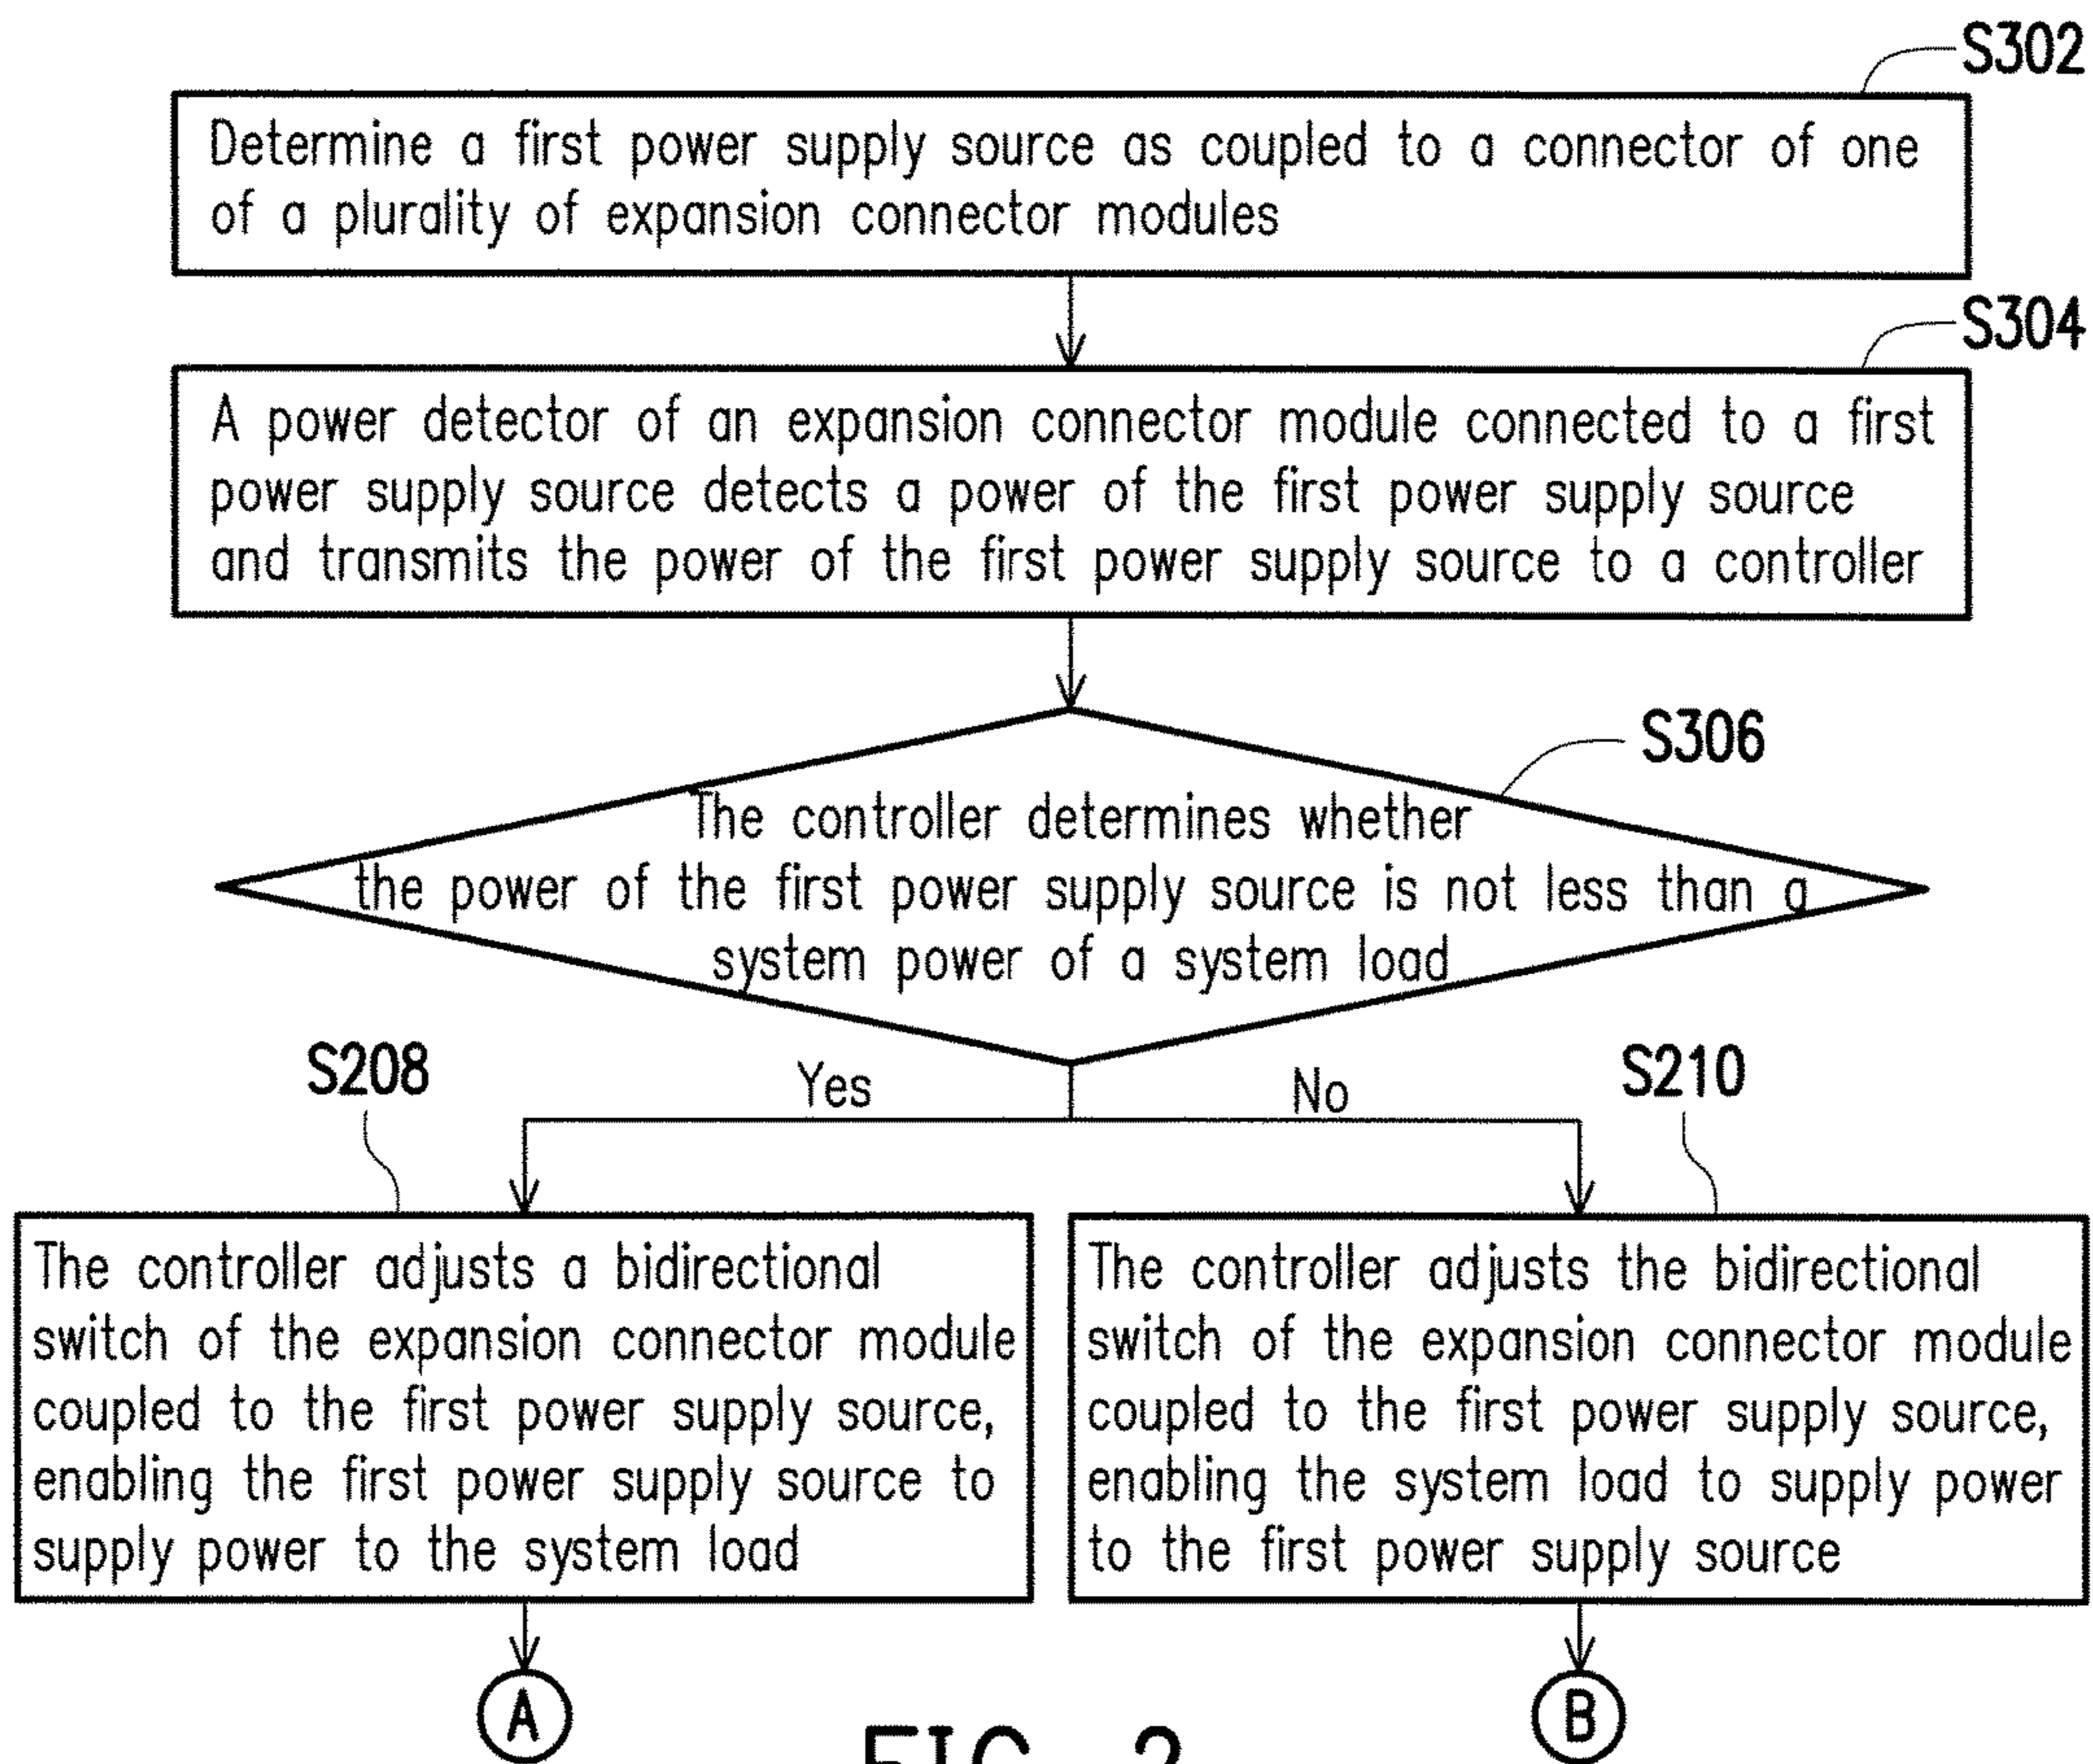 S302
Determine a first power supply source as coupled to a connector of one
of a plurality of expansion connector modules
S304
A power detector of an expansion connector module connected to a first
power supply source detects a power of the first power supply source
and transmits the power of the first power supply source to a controller
S306
The controller determines whether
the power of the first power supply source is not less than a
system power of a system load
Yes
No
S208
The controller adjusts a bidirectional
switch of the expansion connector module
coupled to the first power supply source,
enabling the first power supply source to
supply power to the system load
S210
The controller adjusts the bidirectional
switch of the expansion connector module
coupled to the first power supply source,
enabling the system load to supply power
to the first power supply source
A
B